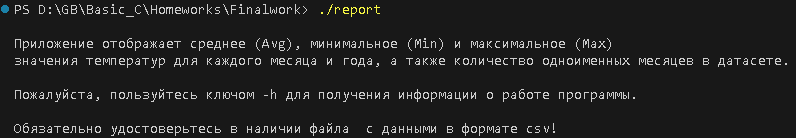 PS D:\GB\Basic_C\Homeworks\Finalwork> ./report
Приложение отображает среднее (Avg), минимальное (Min) и максимальное (Max)
значения температур для каждого месяца и года, а также количество одноименных месяцев в датасете.
Пожалуйста, пользуйтесь ключом -h для получения информации о работе программы.
Обязательно удостоверьтесь в наличии файла  с данными в формате csv!